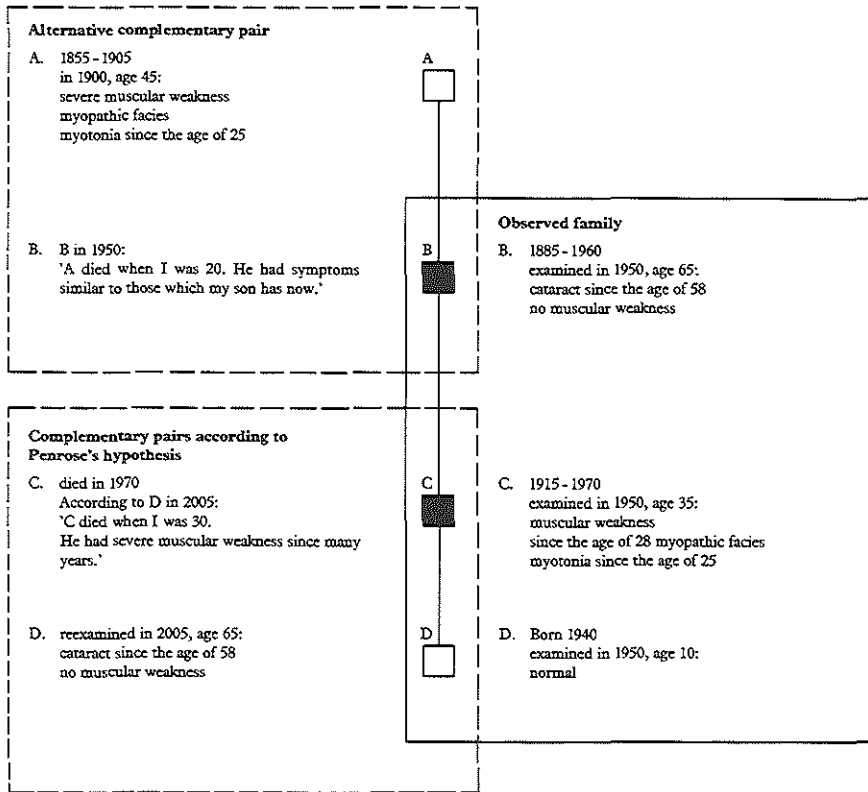 Alternative complementary pair
A. 1855 - 1905
in 1900, age 45:
severe muscular weakness
myopathic facies
myotonia since the age of 25
A
B. B in 1950:
'A died when I was 20. He had symptoms
similar to those which my son has now.'
B
Observed family
B. 1885 - 1960
examined in 1950, age 65:
cataract since the age of 58
no muscular weakness
Complementary pairs according to
Penrose's hypothesis
C. died in 1970
According to D in 2005:
'C died when I was 30.
He had severe muscular weakness since many
years.'
C
C. 1915 - 1970
examined in 1950, age 35:
muscular weakness
since the age of 28 myopathic facies
myotonia since the age of 25
D. reexamined in 2005, age 65:
cataract since the age of 58
no muscular weakness
D
D. Born 1940
examined in 1950, age 10:
normal